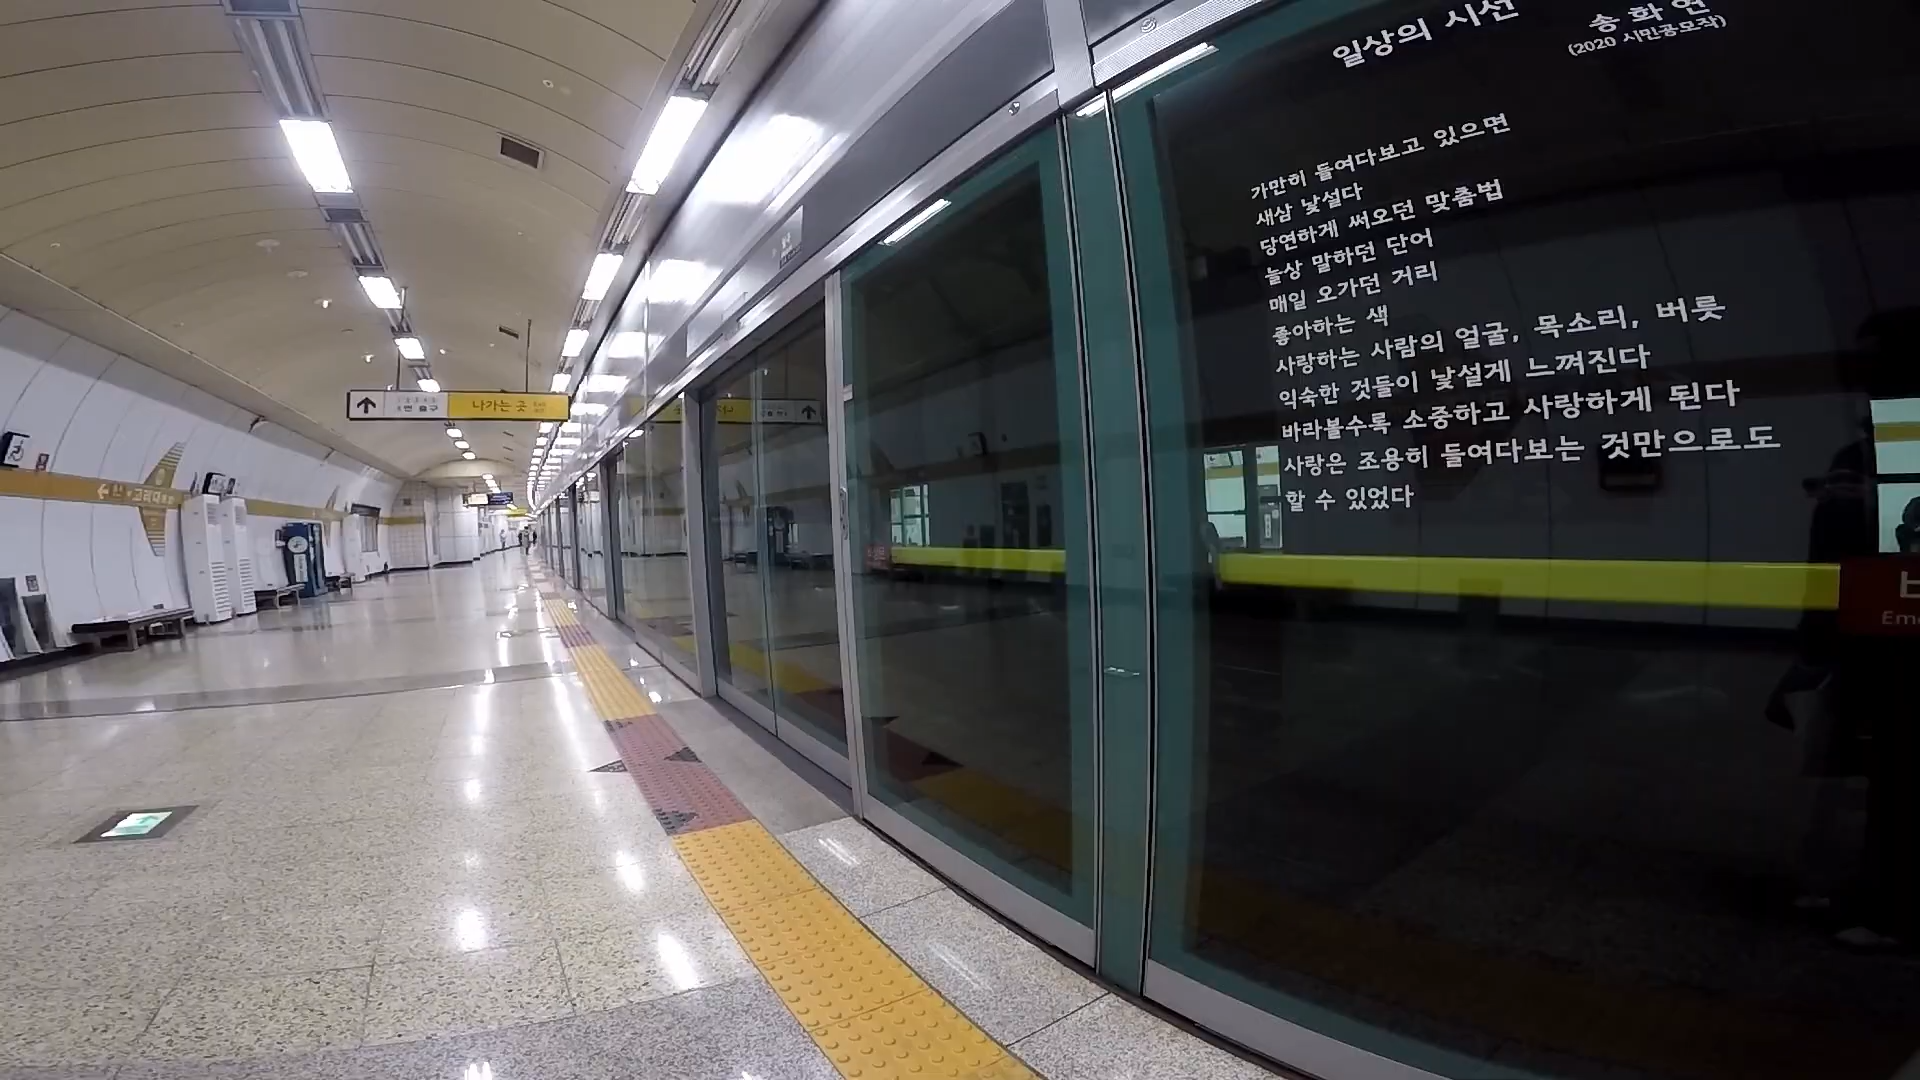 일상의 시선
송화연
(2020 시민공모작)
가만히 들여다보고 있으면
새삼 낯설다
당연하게 써오던 맞춤법
늘상 말하던 단어
매일 오가던 거리
좋아하는 색
사랑하는 사람의 얼굴, 목소리, 버릇
익숙한 것들이 낯설게 느껴진다
바라볼수록 소중하고 사랑하게 된다
사랑은 조용히 들여다보는 것만으로도
할 수 있었다
나가는 곳